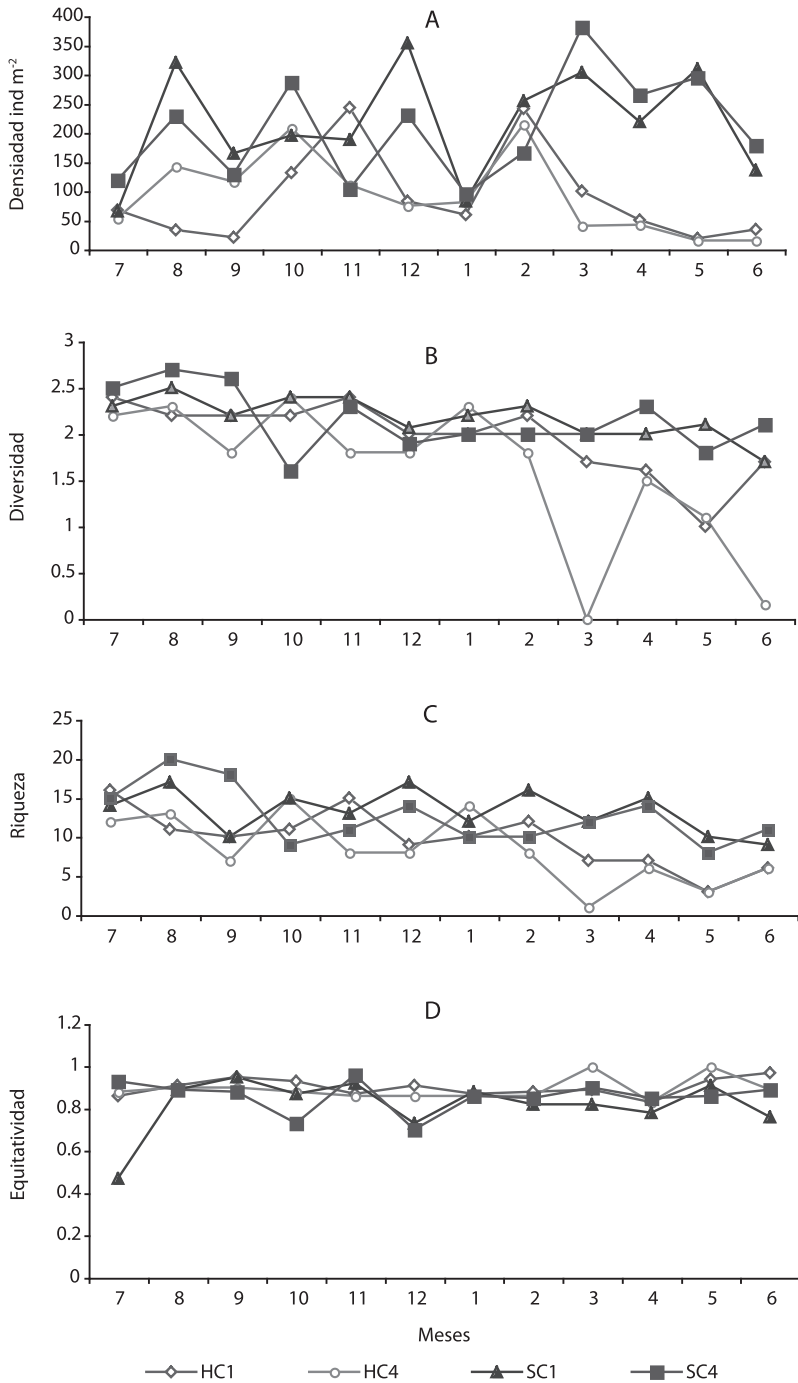 A
Densiadad ind m-2
400
350
300
250
200
150
100
50
0
7 8 9 10 11 12 1 2 3 4 5 6
B
Diversidad
3
2.5
2
1.5
1
0.5
0
7 8 9 10 11 12 1 2 3 4 5 6
C
Riqueza
25
20
15
10
5
0
7 8 9 10 11 12 1 2 3 4 5 6
D
Equitatividad
1.2
1
0.8
0.6
0.4
0.2
0
7 8 9 10 11 12 1 2 3 4 5 6
Meses
HC1 HC4 SC1 SC4